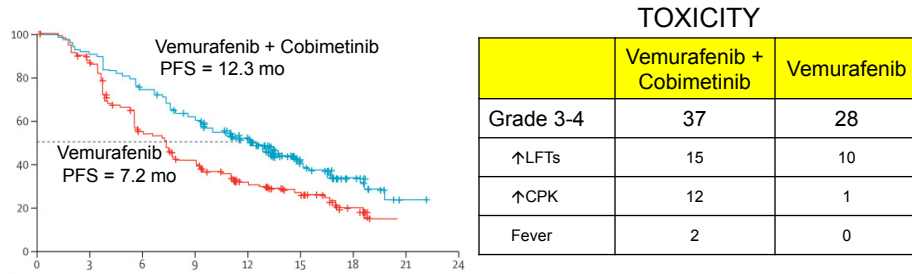 TOXICITY
100
80
60
40
20
0
0 3 6 9 12 15 18 21 24
Vemurafenib + Cobimetinib
PFS = 12.3 mo
Vemurafenib
PFS = 7.2 mo
Vemurafenib + Cobimetinib
Vemurafenib
Grade 3-4 37 28
↑LFTs 15 10
↑CPK 12 1
Fever 2 0